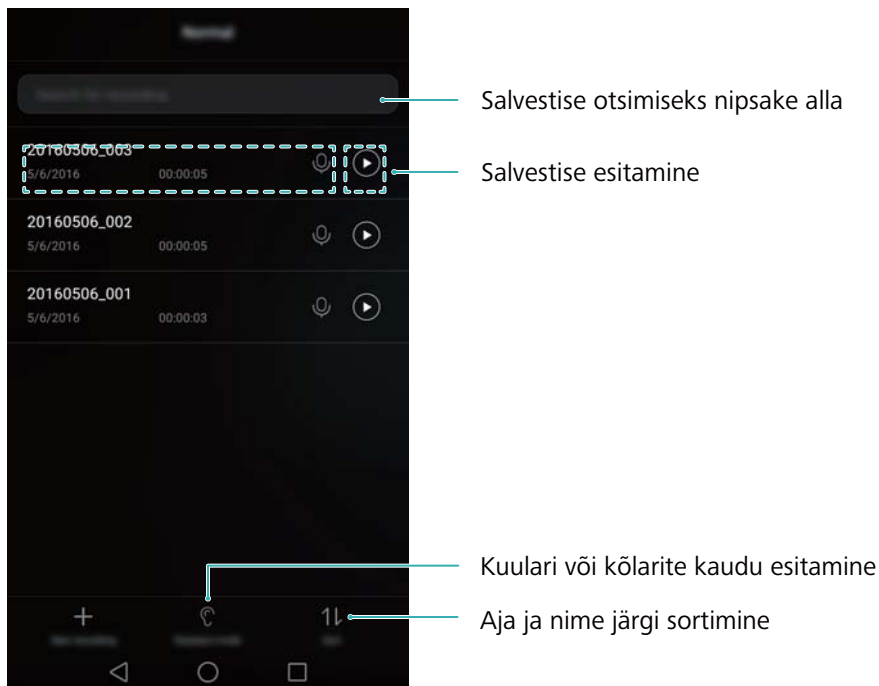 Salvestise otsimiseks nipsake alla
20160506_003
5/6/2016 00:00:05
Salvestise esitamine
20160506_002
5/6/2016 00:00:05
20160506_001
5/6/2016 00:00:03
Kuulari või kõlarite kaudu esitamine
Aja ja nime järgi sortimine